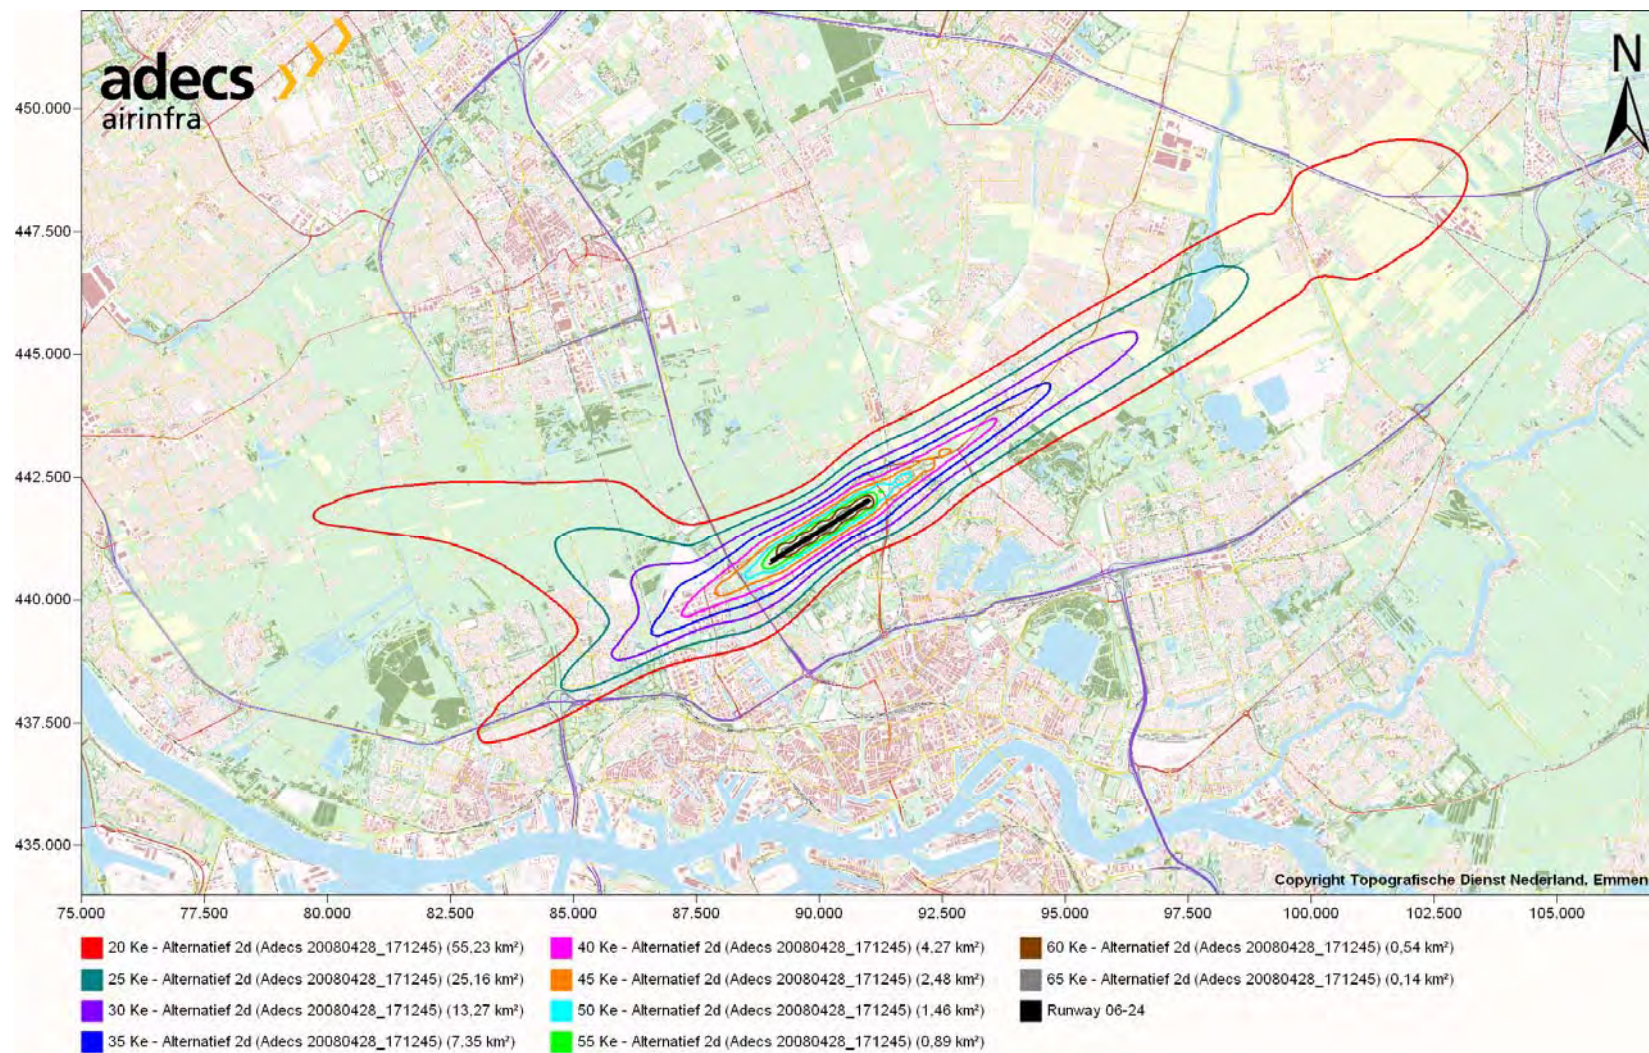 adecs
airinfra
N
450.000
447.500
445.000
442.500
440.000
437.500
435.000
Copyright Topografische Dienst Nederland, Emmen
75.000 77.500 80.000 82.500 85.000 87.500 90.000 92.500 95.000 97.500 100.000 102.500 105.000
20 Ke - Alternatief 2d (Adecs 20080428_171245) (55,23 km²)
25 Ke - Alternatief 2d (Adecs 20080428_171245) (25,16 km²)
30 Ke - Alternatief 2d (Adecs 20080428_171245) (13,27 km²)
35 Ke - Alternatief 2d (Adecs 20080428_171245) (7,35 km²)
40 Ke - Alternatief 2d (Adecs 20080428_171245) (4,27 km²)
45 Ke - Alternatief 2d (Adecs 20080428_171245) (2,48 km²)
50 Ke - Alternatief 2d (Adecs 20080428_171245) (1,46 km²)
55 Ke - Alternatief 2d (Adecs 20080428_171245) (0,89 km²)
60 Ke - Alternatief 2d (Adecs 20080428_171245) (0,54 km²)
65 Ke - Alternatief 2d (Adecs 20080428_171245) (0,14 km²)
Runway 06-24